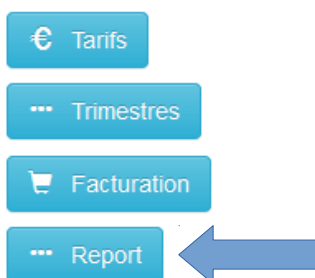 € Tarifs
··· Trimestres
Facturation
··· Report